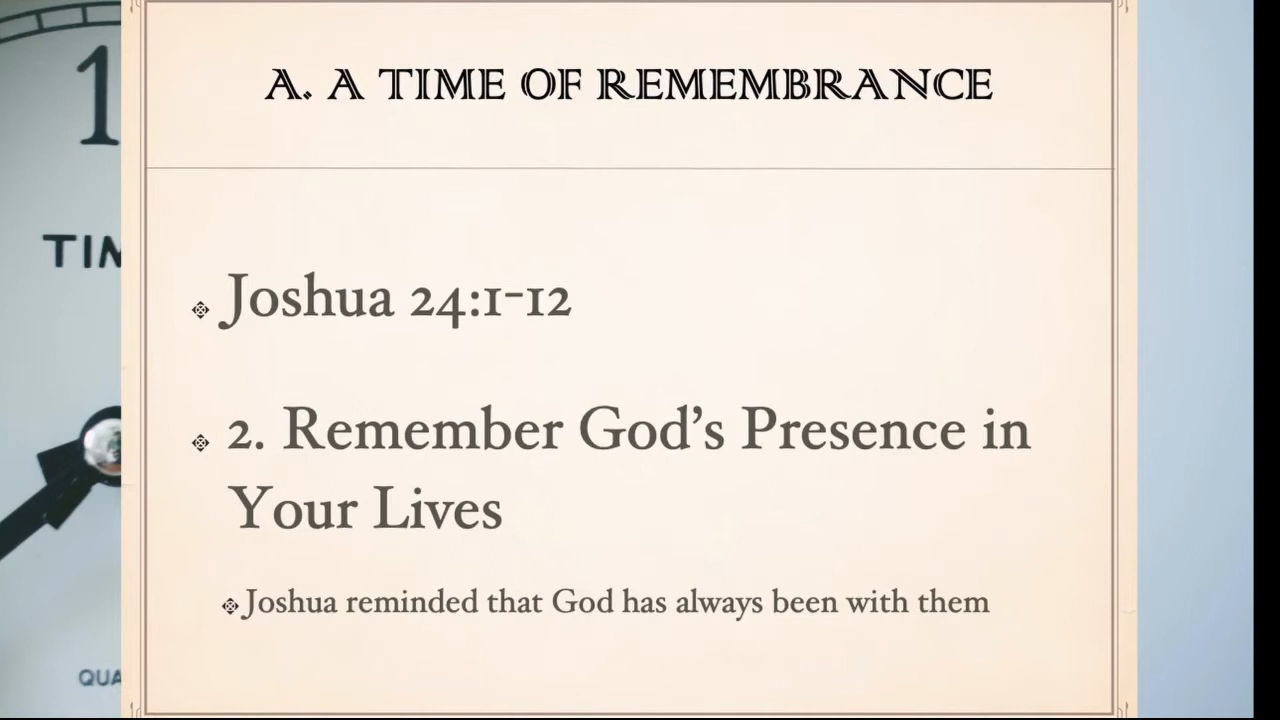 A. A TIME OF REMEMBRANCE
Joshua 24:1-12
2. Remember God’s Presence in
Your Lives
Joshua reminded that God has always been with them